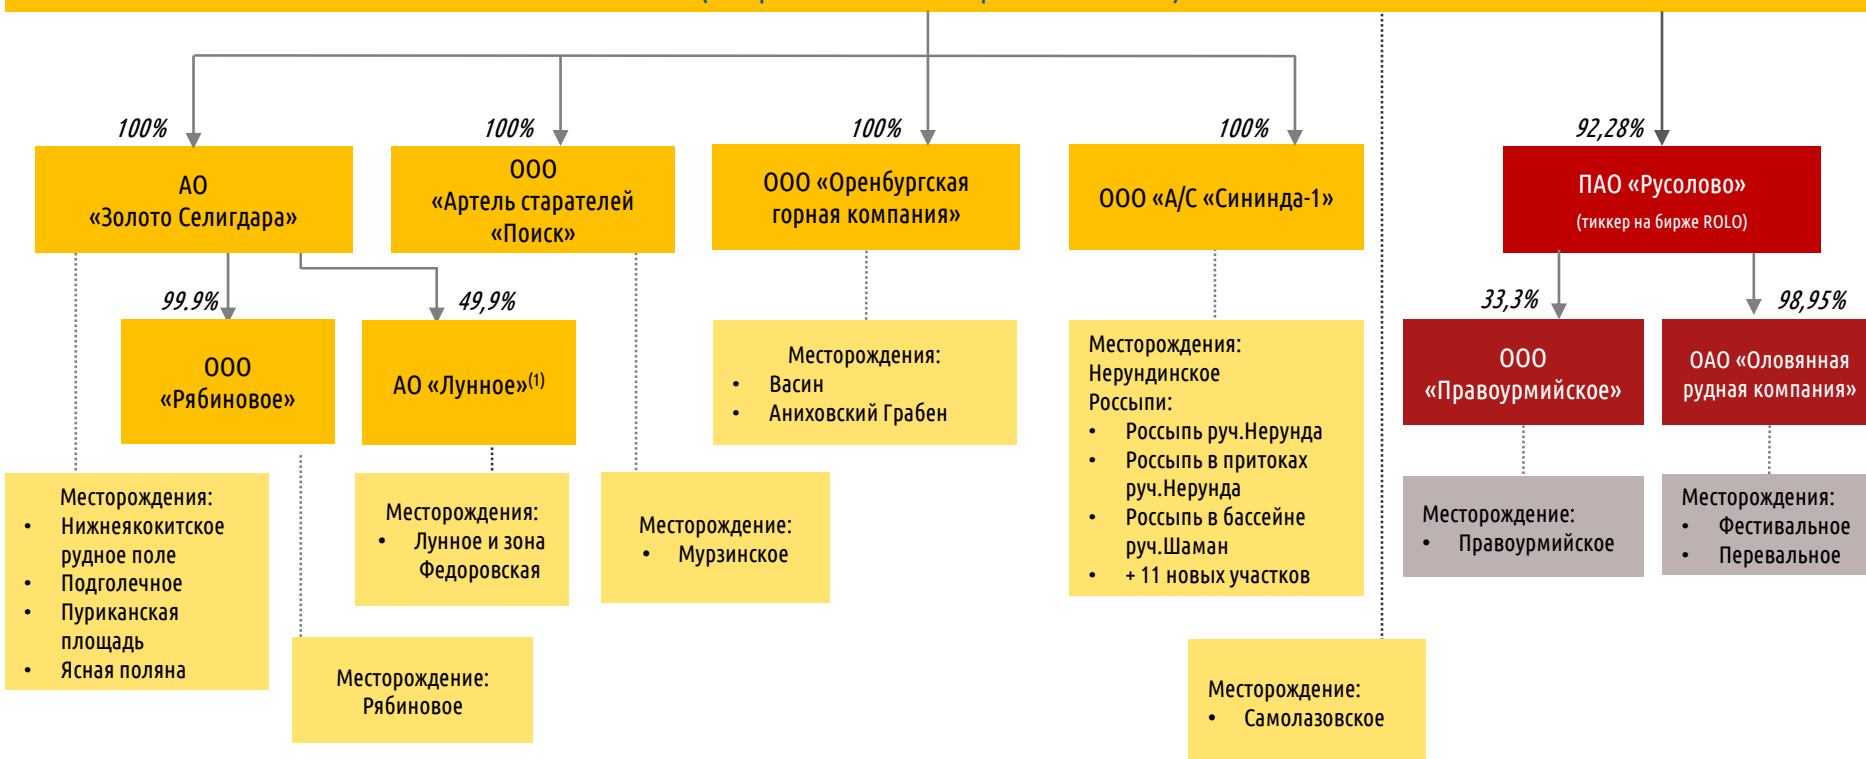 100%
100%
100%
100%
92,28%
АО
«Золото Селигдара»
ООО
«Артель старателей
«Поиск»
ООО «Оренбургская
горная компания»
ООО «А/С «Сининда-1»
ПАО «Русолово»
(тиккер на бирже ROLO)
99.9%
49,9%
33,3%
98,95%
ООО
«Рябиновое»
АО «Лунное»(1)
Месторождения:
• Васин
• Аниховский Грабен
Месторождения:
Нерундинское
Россыпи:
• Россыпь руч.Нерунда
• Россыпь в притоках
руч.Нерунда
• Россыпь в бассейне
руч.Шаман
• + 11 новых участков
ООО
«Правоурмийское»
ОАО «Оловянная
рудная компания»
Месторождения:
• Нижнеякокитское
рудное поле
• Подголечное
• Пуриканская
площадь
• Ясная поляна
Месторождения:
• Лунное и зона
Федоровская
Месторождение:
• Мурзинское
Месторождение:
• Правоурмийское
Месторождения:
• Фестивальное
• Перевальное
Месторождение:
Рябиновое
Месторождение:
• Самолазовское